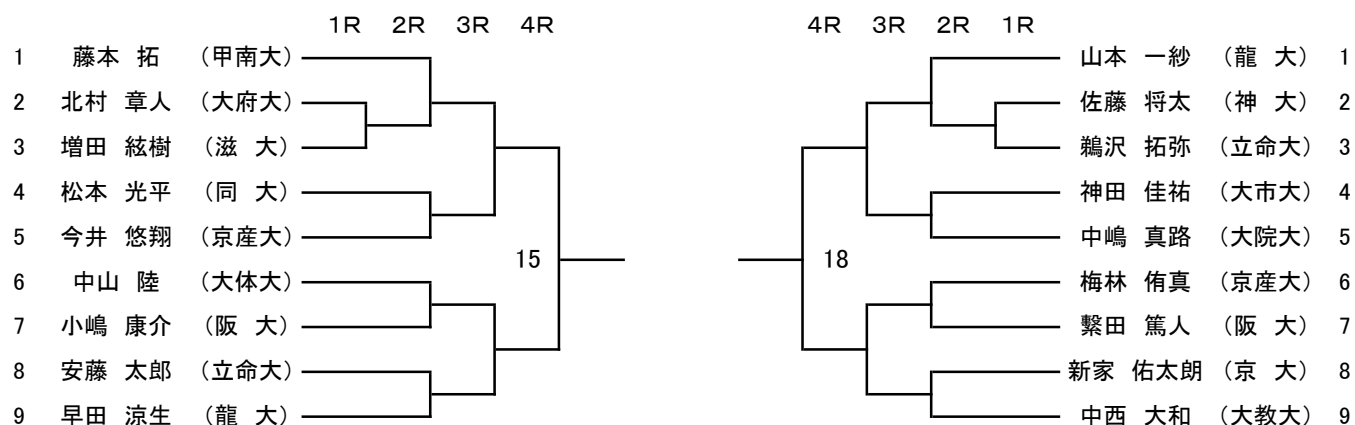 1R 2R 3R 4R
1 藤本 拓 （甲南大）
2 北村 章人 （大府大）
3 増田 絃樹 （滋 大）
4 松本 光平 （同 大）
5 今井 悠翔 （京産大）
15
6 中山 陸 （大体大）
7 小嶋 康介 （阪 大）
8 安藤 太郎 （立命大）
9 早田 涼生 （龍 大）
4R 3R 2R 1R
山本 一紗 （龍 大） 1
佐藤 将太 （神 大） 2
鵜沢 拓弥 （立命大） 3
神田 佳祐 （大市大） 4
中嶋 真路 （大院大） 5
18
梅林 侑真 （京産大） 6
繋田 篤人 （阪 大） 7
新家 佑太朗 （京 大） 8
中西 大和 （大教大） 9